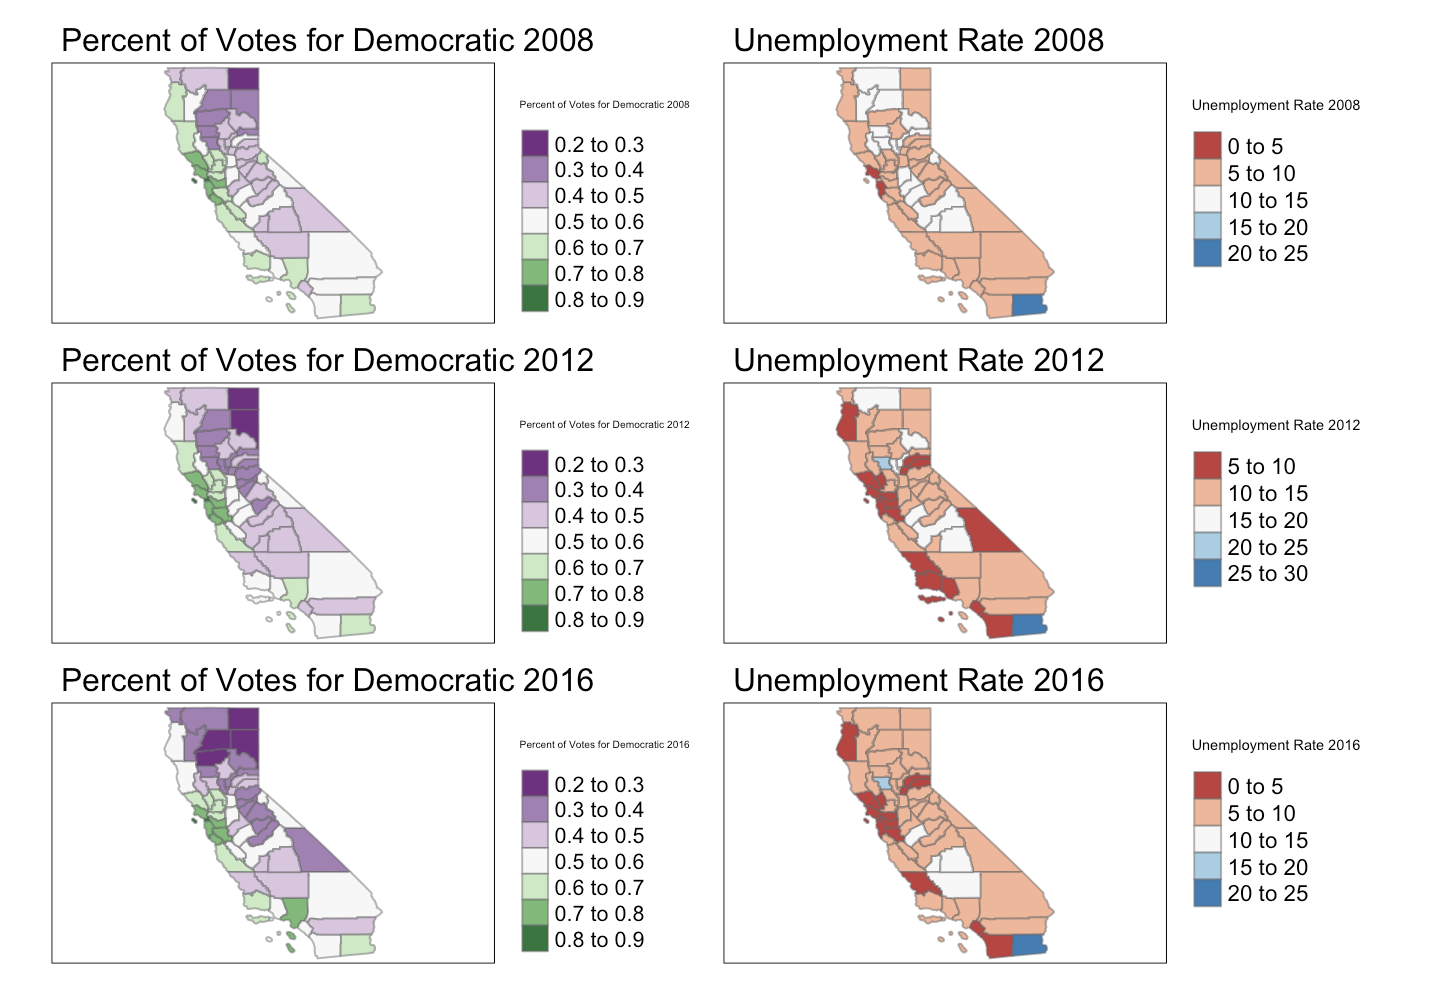 Percent of Votes for Democratic 2008
Percent of Votes for Democratic 2008
0.2 to 0.3
0.3 to 0.4
0.4 to 0.5
0.5 to 0.6
0.6 to 0.7
0.7 to 0.8
0.8 to 0.9
Unemployment Rate 2008
Unemployment Rate 2008
0 to 5
5 to 10
10 to 15
15 to 20
20 to 25
Percent of Votes for Democratic 2012
Percent of Votes for Democratic 2012
0.2 to 0.3
0.3 to 0.4
0.4 to 0.5
0.5 to 0.6
0.6 to 0.7
0.7 to 0.8
0.8 to 0.9
Unemployment Rate 2012
Unemployment Rate 2012
5 to 10
10 to 15
15 to 20
20 to 25
25 to 30
Percent of Votes for Democratic 2016
Percent of Votes for Democratic 2016
0.2 to 0.3
0.3 to 0.4
0.4 to 0.5
0.5 to 0.6
0.6 to 0.7
0.7 to 0.8
0.8 to 0.9
Unemployment Rate 2016
Unemployment Rate 2016
0 to 5
5 to 10
10 to 15
15 to 20
20 to 25